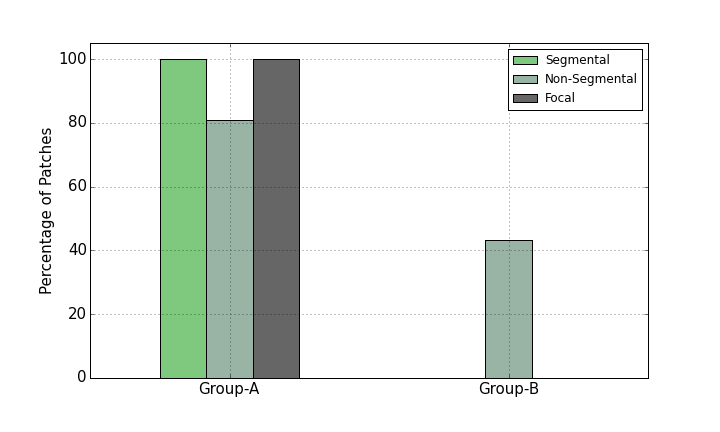 Segmental
Non-Segmental
Focal
Percentage of Patches
100
80
60
40
20
0
Group-A
Group-B